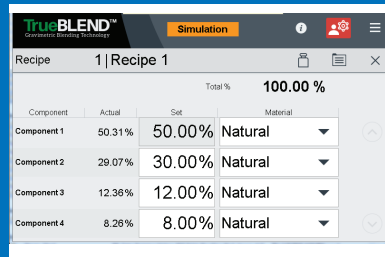 TrueBLEND™
Gravimetric Blending Technology
Simulation
Recipe 1 | Recipe 1
Total % 100.00 %
Component Actual Set Material
Component 1 50.31% 50.00% Natural
Component 2 29.07% 30.00% Natural
Component 3 12.36% 12.00% Natural
Component 4 8.26% 8.00% Natural